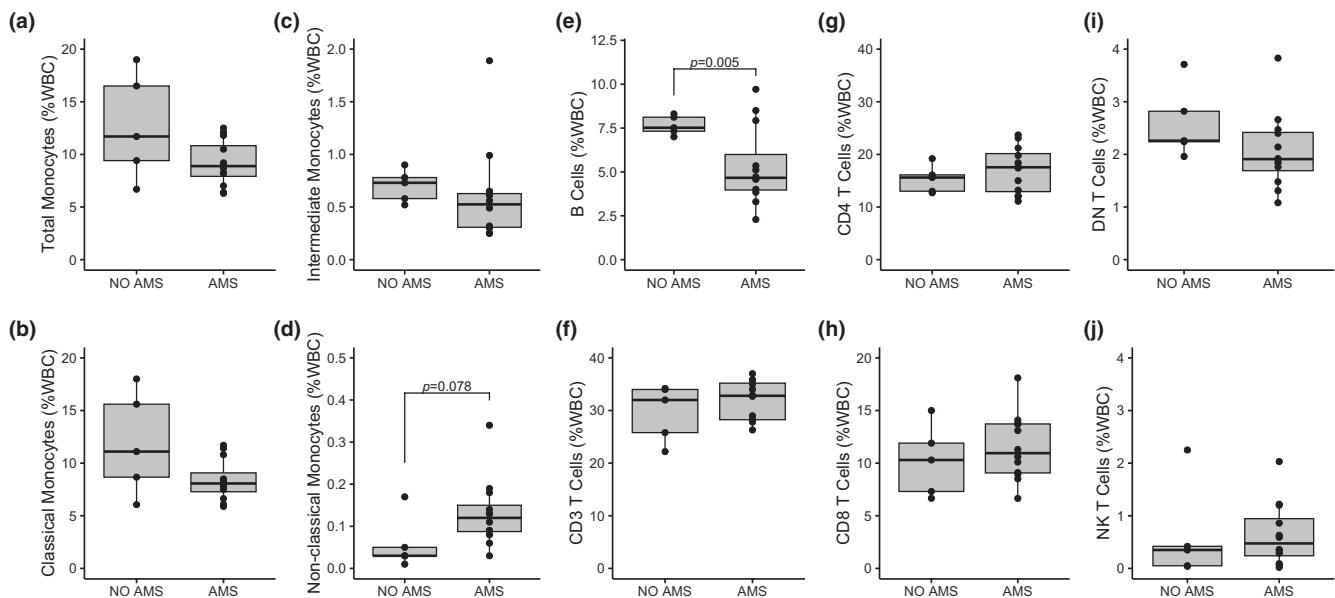 (a)
Total Monocytes (%WBC)
20
15
10
5
0
NO AMS AMS
(c)
Intermediate Monocytes (%WBC)
2.0
1.5
1.0
0.5
0.0
NO AMS AMS
(e)
B Cells (%WBC)
12.5
10.0
7.5
5.0
2.5
0.0
p=0.005
NO AMS AMS
(g)
CD4 T Cells (%WBC)
40
30
20
10
0
NO AMS AMS
(i)
DN T Cells (%WBC)
4
3
2
1
0
NO AMS AMS
(b)
Classical Monocytes (%WBC)
20
15
10
5
0
NO AMS AMS
(d)
Non-classical Monocytes (%WBC)
0.5
0.4
0.3
0.2
0.1
0.0
p=0.078
NO AMS AMS
(f)
CD3 T Cells (%WBC)
40
30
20
10
0
NO AMS AMS
(h)
CD8 T Cells (%WBC)
20
15
10
5
0
NO AMS AMS
(j)
NK T Cells (%WBC)
4
3
2
1
0
NO AMS AMS